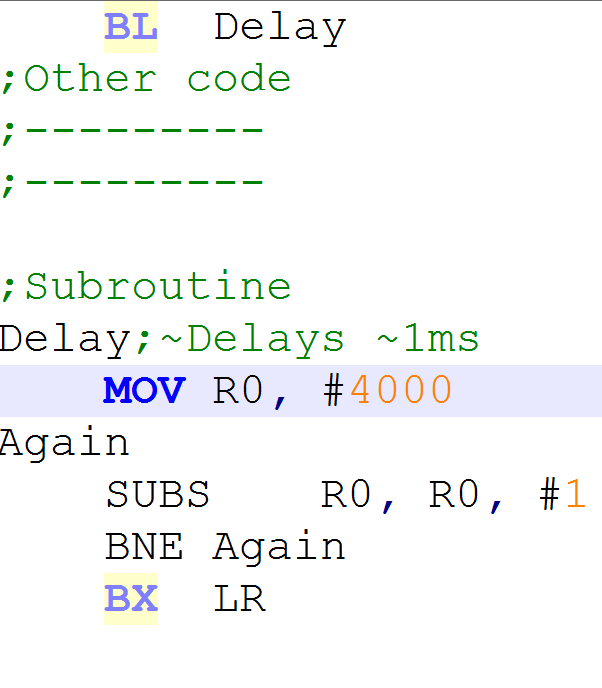 BL Delay
;Other code
;---------
;---------
;Subroutine
Delay;~Delays ~1ms
MOV R0, #4000
Again
SUBS R0, R0, #1
BNE Again
BX LR